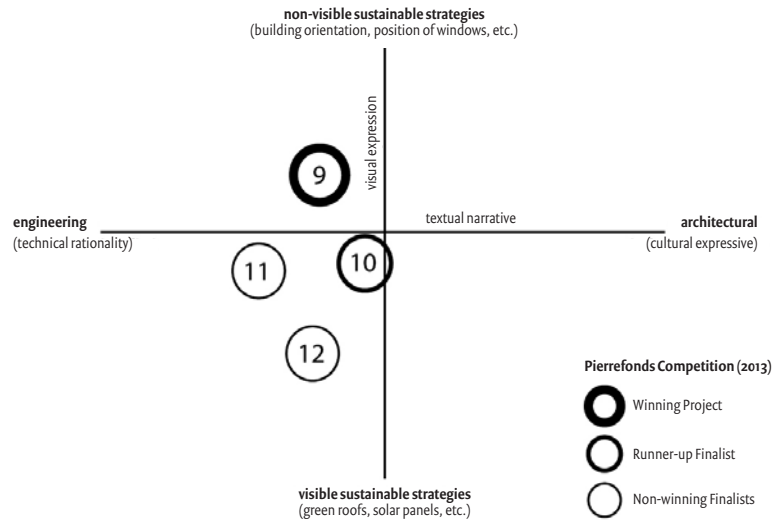 non-visible sustainable strategies
(building orientation, position of windows, etc.)
visual expression
9
textual narrative
engineering
(technical rationality)
architectural
(cultural expressive)
10
11
12
Pierrefonds Competition (2013)
Winning Project
Runner-up Finalist
Non-winning Finalists
visible sustainable strategies
(green roofs, solar panels, etc.)